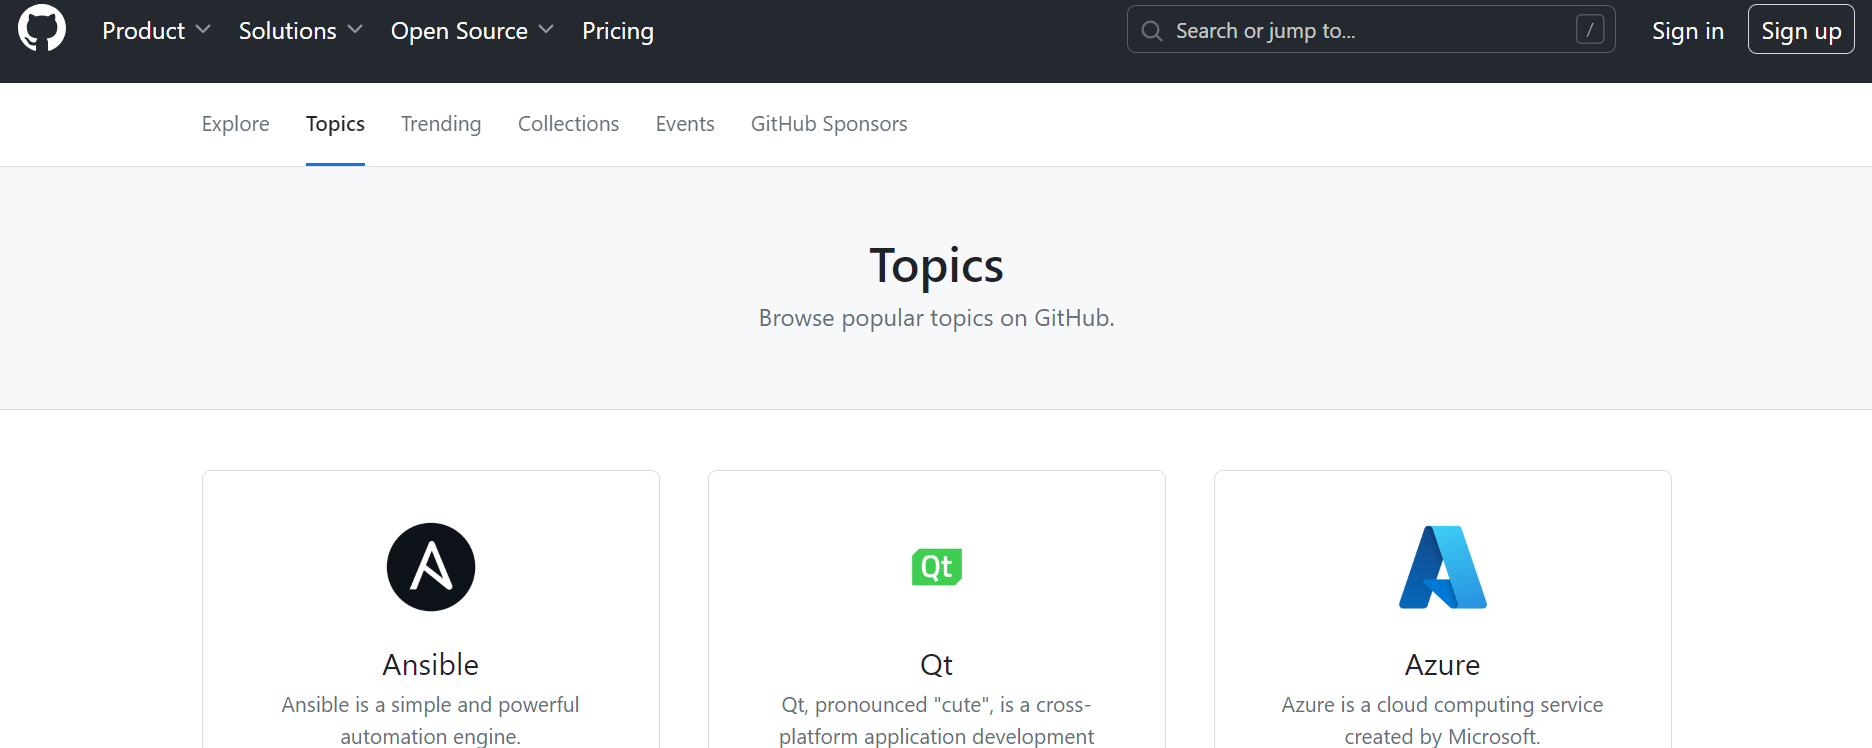 Product Solutions Open Source Pricing Search or jump to... / Sign in Sign up
Explore Topics Trending Collections Events GitHub Sponsors
Topics
Browse popular topics on GitHub.
Qt
Ansible
Ansible is a simple and powerful
automation engine.
Qt
Qt, pronounced "cute", is a cross-
platform application development
Azure
Azure is a cloud computing service
created by Microsoft.